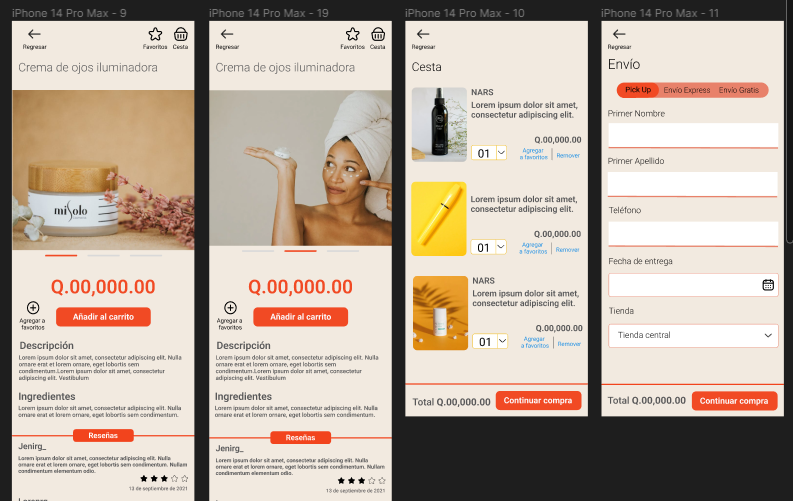 iPhone 14 Pro Max - 9
Regresar
Favoritos
Cesta
Crema de ojos iluminadora
miSolo
Q.00,000.00
Agregar a
favoritos
Añadir al carrito
Descripción
Lorem ipsum dolor sit amet, consectetur adipiscing elit. Nulla
ornare erat et lorem ornare, eget lobortis sem
condimentum.Lorem ipsum dolor sit amet, consectetur
adipiscing elit. Vestibulum
Ingredientes
Lorem ipsum dolor sit amet, consectetur adipiscing elit. Nulla
ornare erat et lorem ornare, eget lobortis sem condimentum.
Reseñas
Jenirg_
Lorem ipsum dolor sit amet, consectetur adipiscing elit. Nulla
ornare erat et lorem ornare, eget lobortis sem condimentum. Nullam
condimentum elementum odio.
13 de septiembre de 2021
iPhone 14 Pro Max - 19
Regresar
Favoritos
Cesta
Crema de ojos iluminadora
Q.00,000.00
Agregar a
favoritos
Añadir al carrito
Descripción
Lorem ipsum dolor sit amet, consectetur adipiscing elit. Nulla
ornare erat et lorem ornare, eget lobortis sem
condimentum.Lorem ipsum dolor sit amet, consectetur
adipiscing elit. Vestibulum
Ingredientes
Lorem ipsum dolor sit amet, consectetur adipiscing elit. Nulla
ornare erat et lorem ornare, eget lobortis sem condimentum.
Reseñas
Jenirg_
Lorem ipsum dolor sit amet, consectetur adipiscing elit. Nulla
ornare erat et lorem ornare, eget lobortis sem condimentum. Nullam
condimentum elementum odio.
13 de septiembre de 2021
iPhone 14 Pro Max - 10
Regresar
Cesta
NARS
Lorem ipsum dolor sit amet,
consectetur adipiscing elit.
Q.00,000.00
01
Agregar
a favoritos
Remover
Lorem ipsum dolor sit amet,
consectetur adipiscing elit.
Q.00,000.00
01
Agregar
a favoritos
Remover
NARS
Lorem ipsum dolor sit amet,
consectetur adipiscing elit.
Q.00,000.00
01
Agregar
a favoritos
Remover
Total Q.00,000.00
Continuar compra
iPhone 14 Pro Max - 11
Regresar
Envío
Pick Up
Envío Express
Envío Gratis
Primer Nombre
Primer Apellido
Teléfono
Fecha de entrega
Tienda
Tienda central
Total Q.00,000.00
Continuar compra